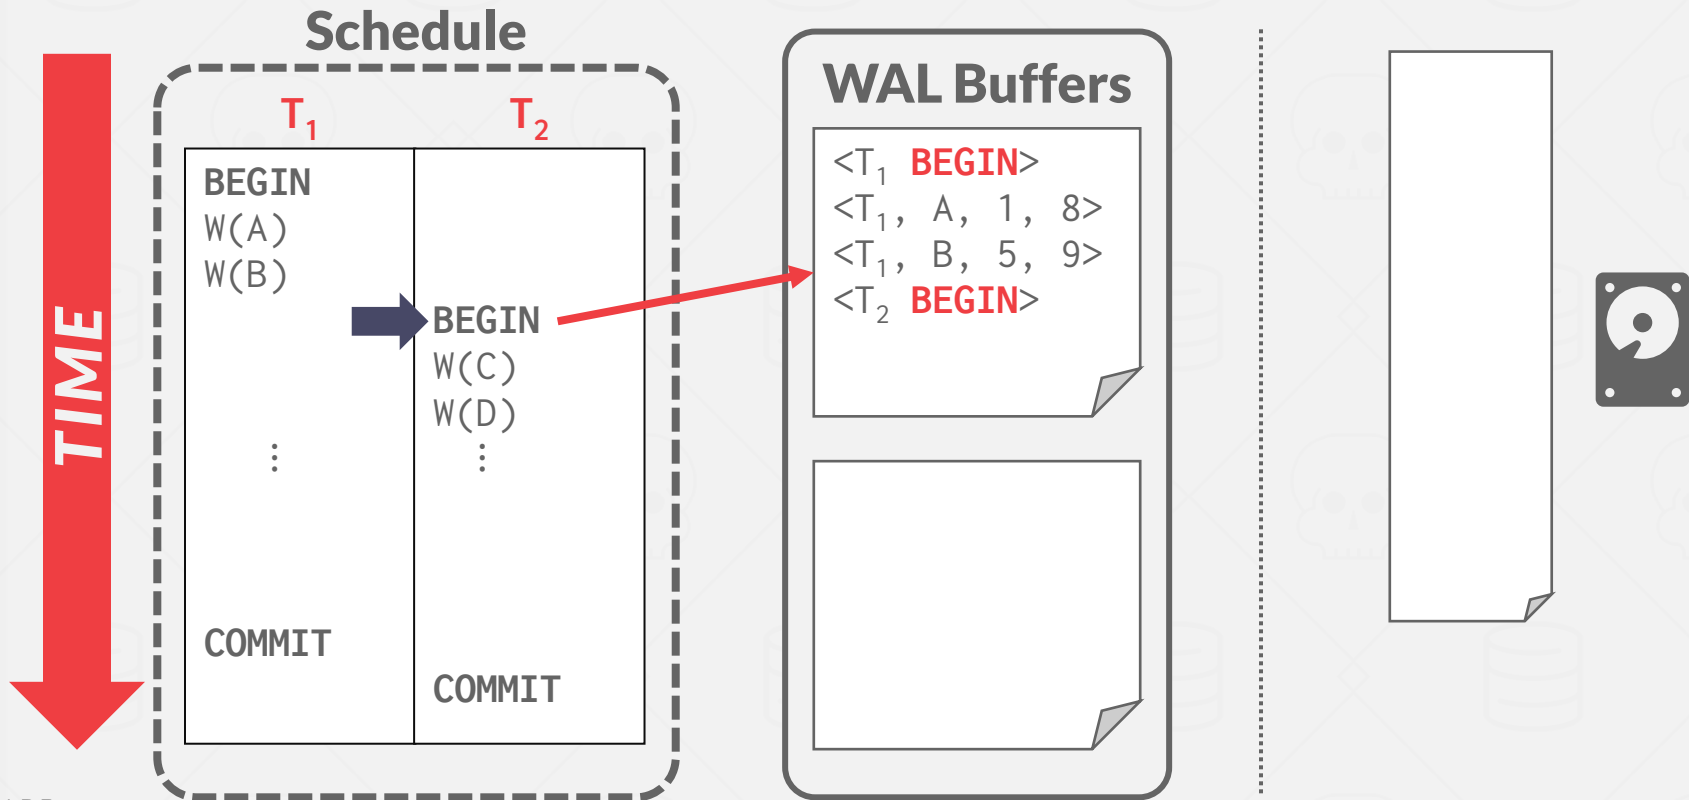 Schedule
TIME
T₁ T₂
BEGIN
W(A)
W(B)
BEGIN
W(C)
W(D)
⋮ ⋮
COMMIT
COMMIT
WAL Buffers
<T₁ BEGIN>
<T₁, A, 1, 8>
<T₁, B, 5, 9>
<T₂ BEGIN>